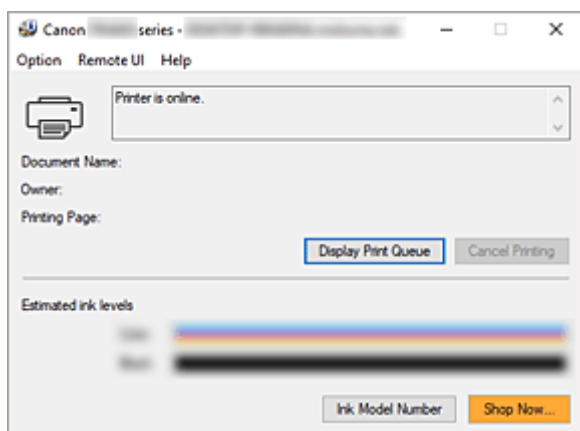 Canon series -
Option Remote UI Help
Printer is online.
Document Name:
Owner:
Printing Page:
Display Print Queue Cancel Printing
Estimated ink levels
Ink Model Number Shop Now...